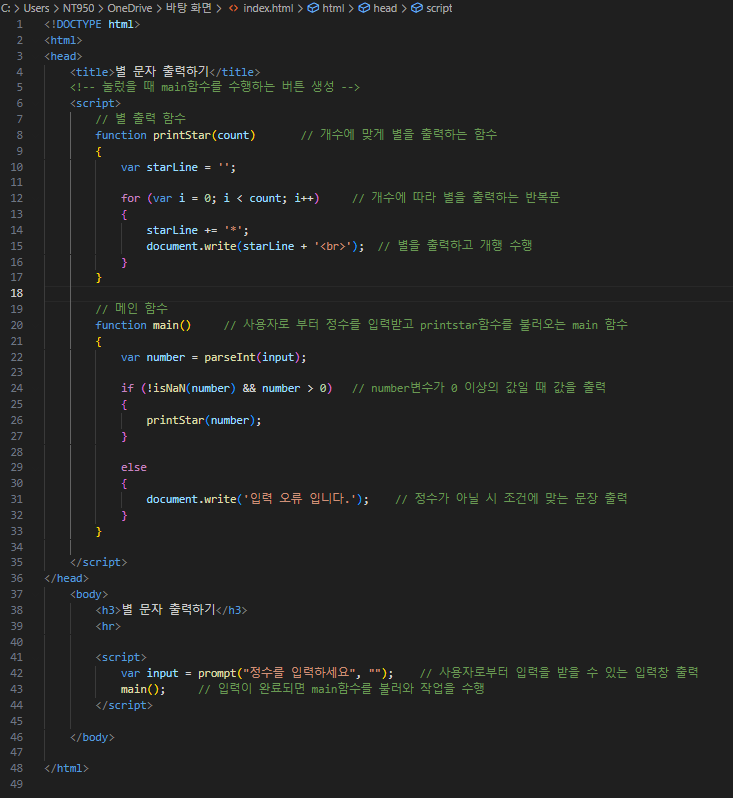 C: > Users > NT950 > OneDrive > 바탕 화면 > <> index.html > html > head > script
1 <!DOCTYPE html>
2 <html>
3 <head>
4 <title>별 문자 출력하기</title>
5 <!-- 눌렀을 때 main함수를 수행하는 버튼 생성 -->
6 <script>
7 // 별 출력 함수
8 function printStar(count) // 개수에 맞게 별을 출력하는 함수
9 {
10 var starLine = '';
11
12 for (var i = 0; i < count; i++) // 개수에 따라 별을 출력하는 반복문
13 {
14 starLine += '*';
15 document.write(starLine + '<br>'); // 별을 출력하고 개행 수행
16 }
17 }
18
19 // 메인 함수
20 function main() // 사용자로 부터 정수를 입력받고 printstar함수를 불러오는 main 함수
21 {
22 var number = parseInt(input);
23
24 if (!isNaN(number) && number > 0) // number변수가 0 이상의 값일 때 값을 출력
25 {
26 printStar(number);
27 }
28
29 else
30 {
31 document.write('입력 오류 입니다.'); // 정수가 아닐 시 조건에 맞는 문장 출력
32 }
33 }
34
35 </script>
36 </head>
37 <body>
38 <h3>별 문자 출력하기</h3>
39 <hr>
40
41 <script>
42 var input = prompt("정수를 입력하세요", ""); // 사용자로부터 입력을 받을 수 있는 입력창 출력
43 main(); // 입력이 완료되면 main함수를 불러와 작업을 수행
44 </script>
45
46 </body>
47
48 </html>
49